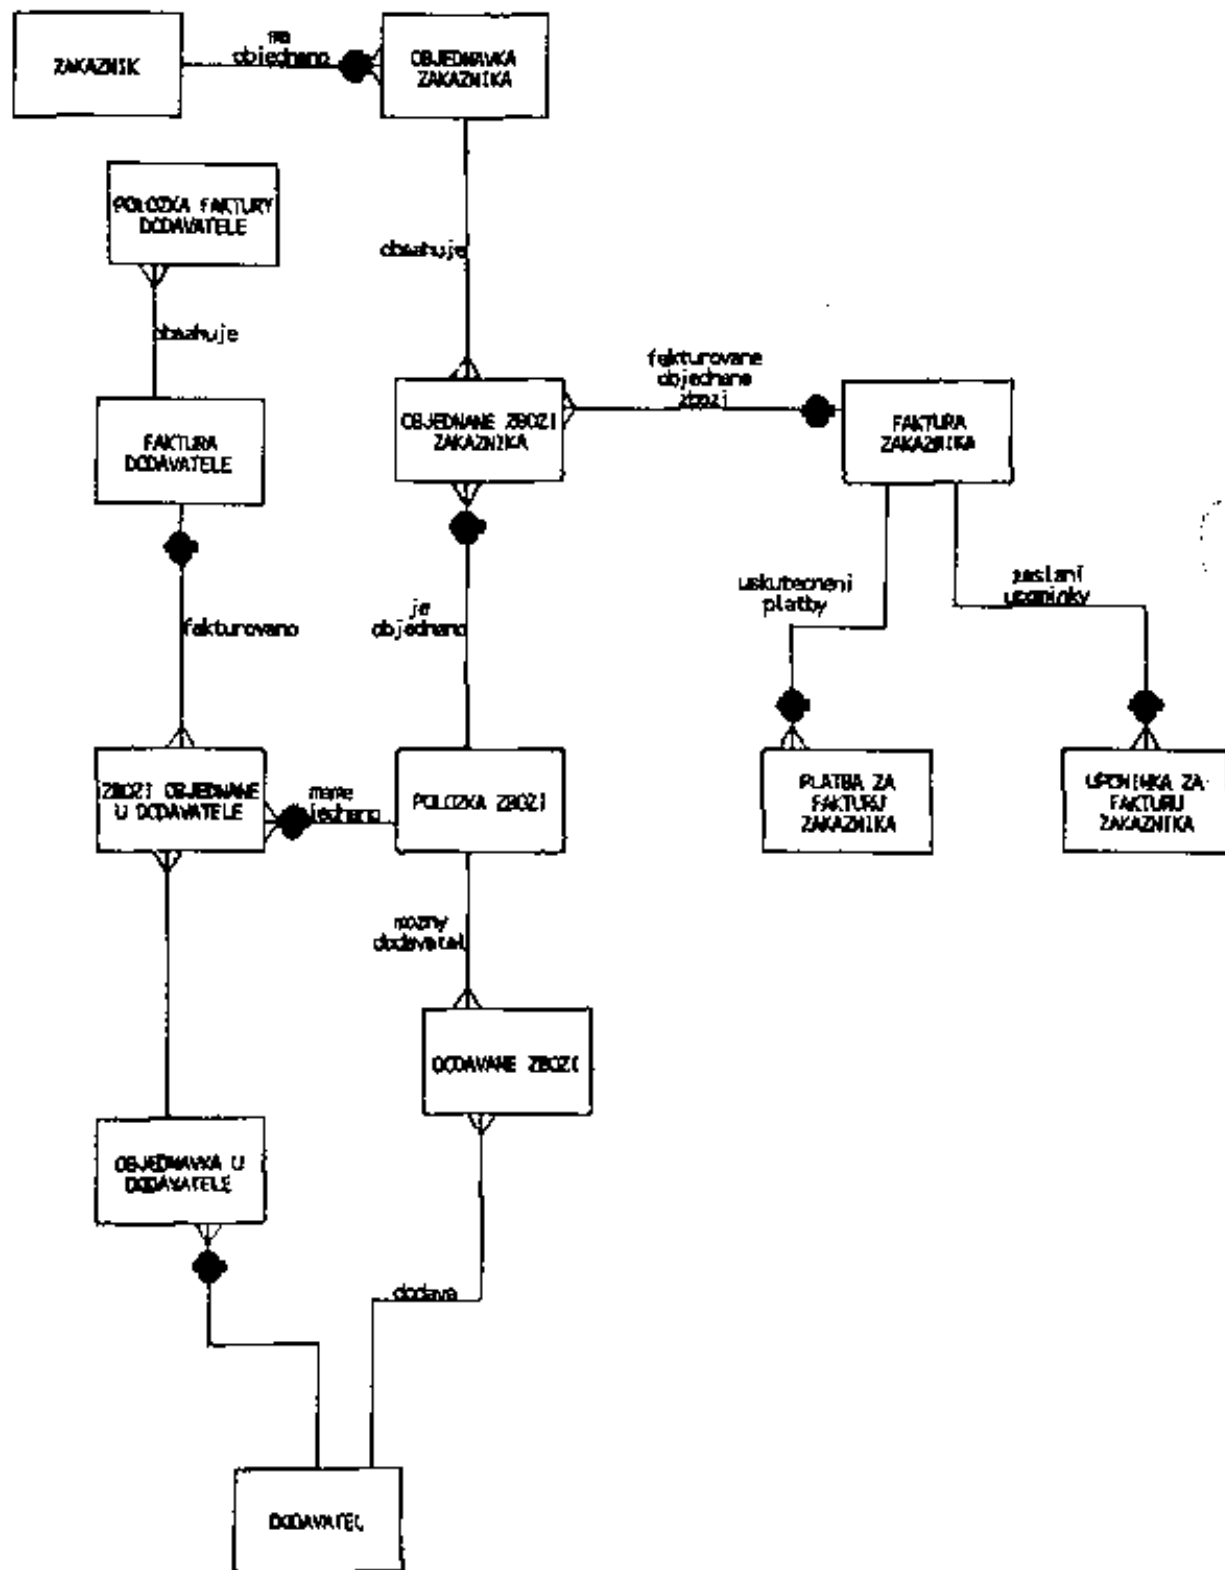 ZAKAZNIK
ma
objednano
OBJEDNAVKA
ZAKAZNIKA
POLOZKA FAKTURY
DODAVATELE
obsahuje
obsahuje
FAKTURA
DODAVATELE
OBJEDNANE ZBOZI
ZAKAZNIKA
fakturovane
objednane
zbozi
FAKTURA
ZAKAZNIKA
fakturovano
je
objednano
uskutecneni
platby
zaslani
upominky
ZBOZI OBJEDNANE
U DODAVATELE
mame
POLOZKA ZBOZI
PLATBA ZA
FAKTURU
ZAKAZNIKA
UPOMINKA ZA
FAKTURU
ZAKAZNIKA
mozny
dodavatel
DODAVANE ZBOZI
OBJEDNAVKA U
DODAVATELE
dodava
DODAVATEL